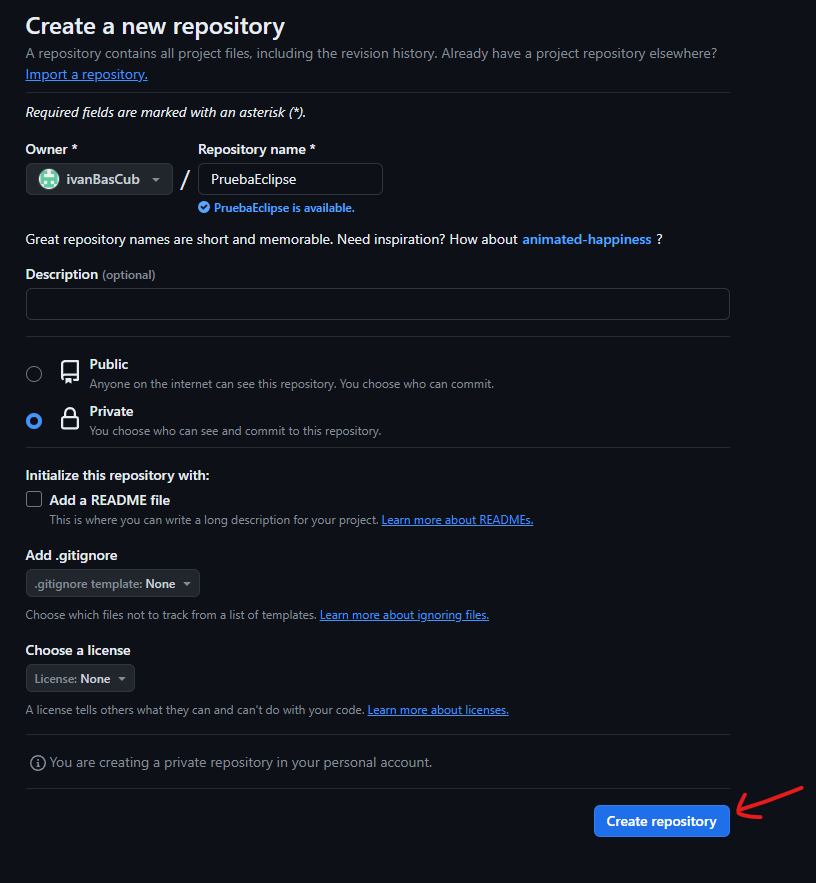 Create a new repository
A repository contains all project files, including the revision history. Already have a project repository elsewhere?
Import a repository.
Required fields are marked with an asterisk (*).
Owner * Repository name *
ivanBasCub / PruebaEclipse
PruebaEclipse is available.
Great repository names are short and memorable. Need inspiration? How about animated-happiness ?
Description (optional)
Public
Anyone on the internet can see this repository. You choose who can commit.
Private
You choose who can see and commit to this repository.
Initialize this repository with:
Add a README file
This is where you can write a long description for your project. Learn more about READMEs.
Add .gitignore
.gitignore template: None
Choose which files not to track from a list of templates. Learn more about ignoring files.
Choose a license
License: None
A license tells others what they can and can't do with your code. Learn more about licenses.
You are creating a private repository in your personal account.
Create repository